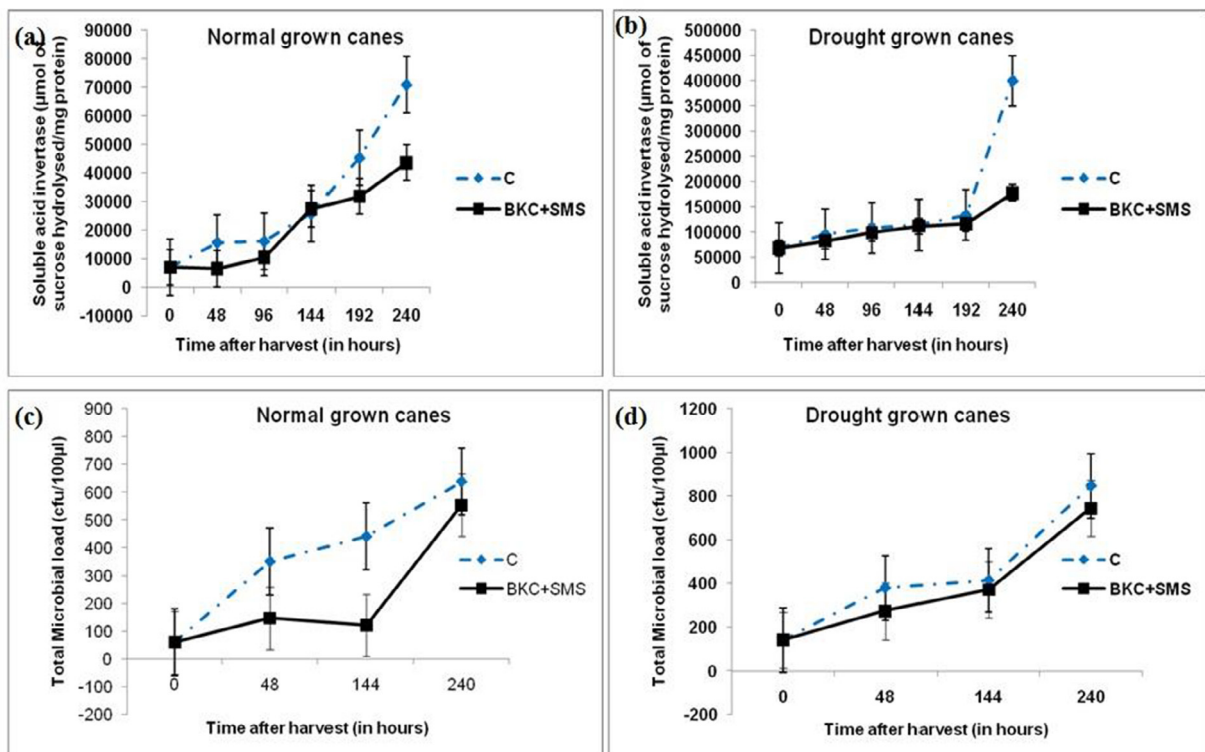 (a)
Normal grown canes
Soluble acid invertase (μmol of
sucrose hydrolysed/mg protein)
90000
80000
70000
60000
50000
40000
30000
20000
10000
0
-10000
0 48 96 144 192 240
Time after harvest (in hours)
C
BKC+SMS
(b)
Drought grown canes
Soluble acid invertase (μmol of
sucrose hydrolysed/mg protein)
500000
450000
400000
350000
300000
250000
200000
150000
100000
50000
0
0 48 96 144 192 240
Time after harvest (in hours)
C
BKC+SMS
(c)
Normal grown canes
Total Microbial load (cfu/100μl)
900
800
700
600
500
400
300
200
100
0
-100
-200
0 48 144 240
Time after harvest (in hours)
C
BKC+SMS
(d)
Drought grown canes
Total Microbial load (cfu/100μl)
1200
1000
800
600
400
200
0
-200
0 48 144 240
Time after harvest (in hours)
C
BKC+SMS